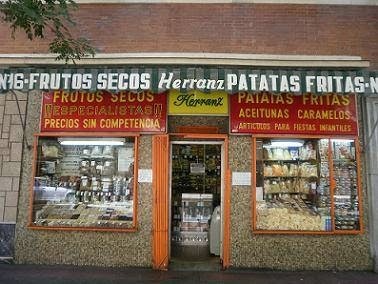 Nº16-FRUTOS SECOS Herranz PATATAS FRITAS-N
FRUTOS SECOS
¡¡ESPECIALISTAS!!
PRECIOS SIN COMPETENCIA
Herranz
PATATAS FRITAS
ACEITUNAS CARAMELOS
ARTICULOS PARA FIESTAS INFANTILES